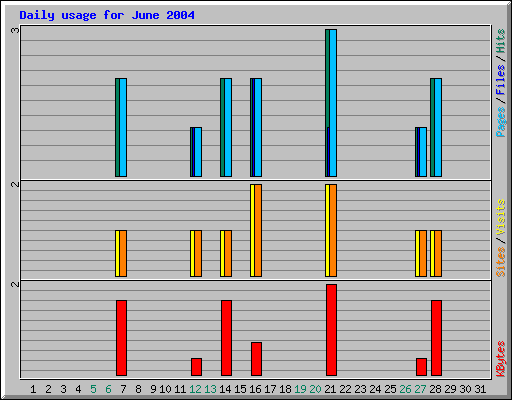 Daily usage for June 2004
3
2
2
Pages / Files / Hits
Sites / Visits
KBytes
1 2 3 4 5 6 7 8 9 10 11 12 13 14 15 16 17 18 19 20 21 22 23 24 25 26 27 28 29 30 31